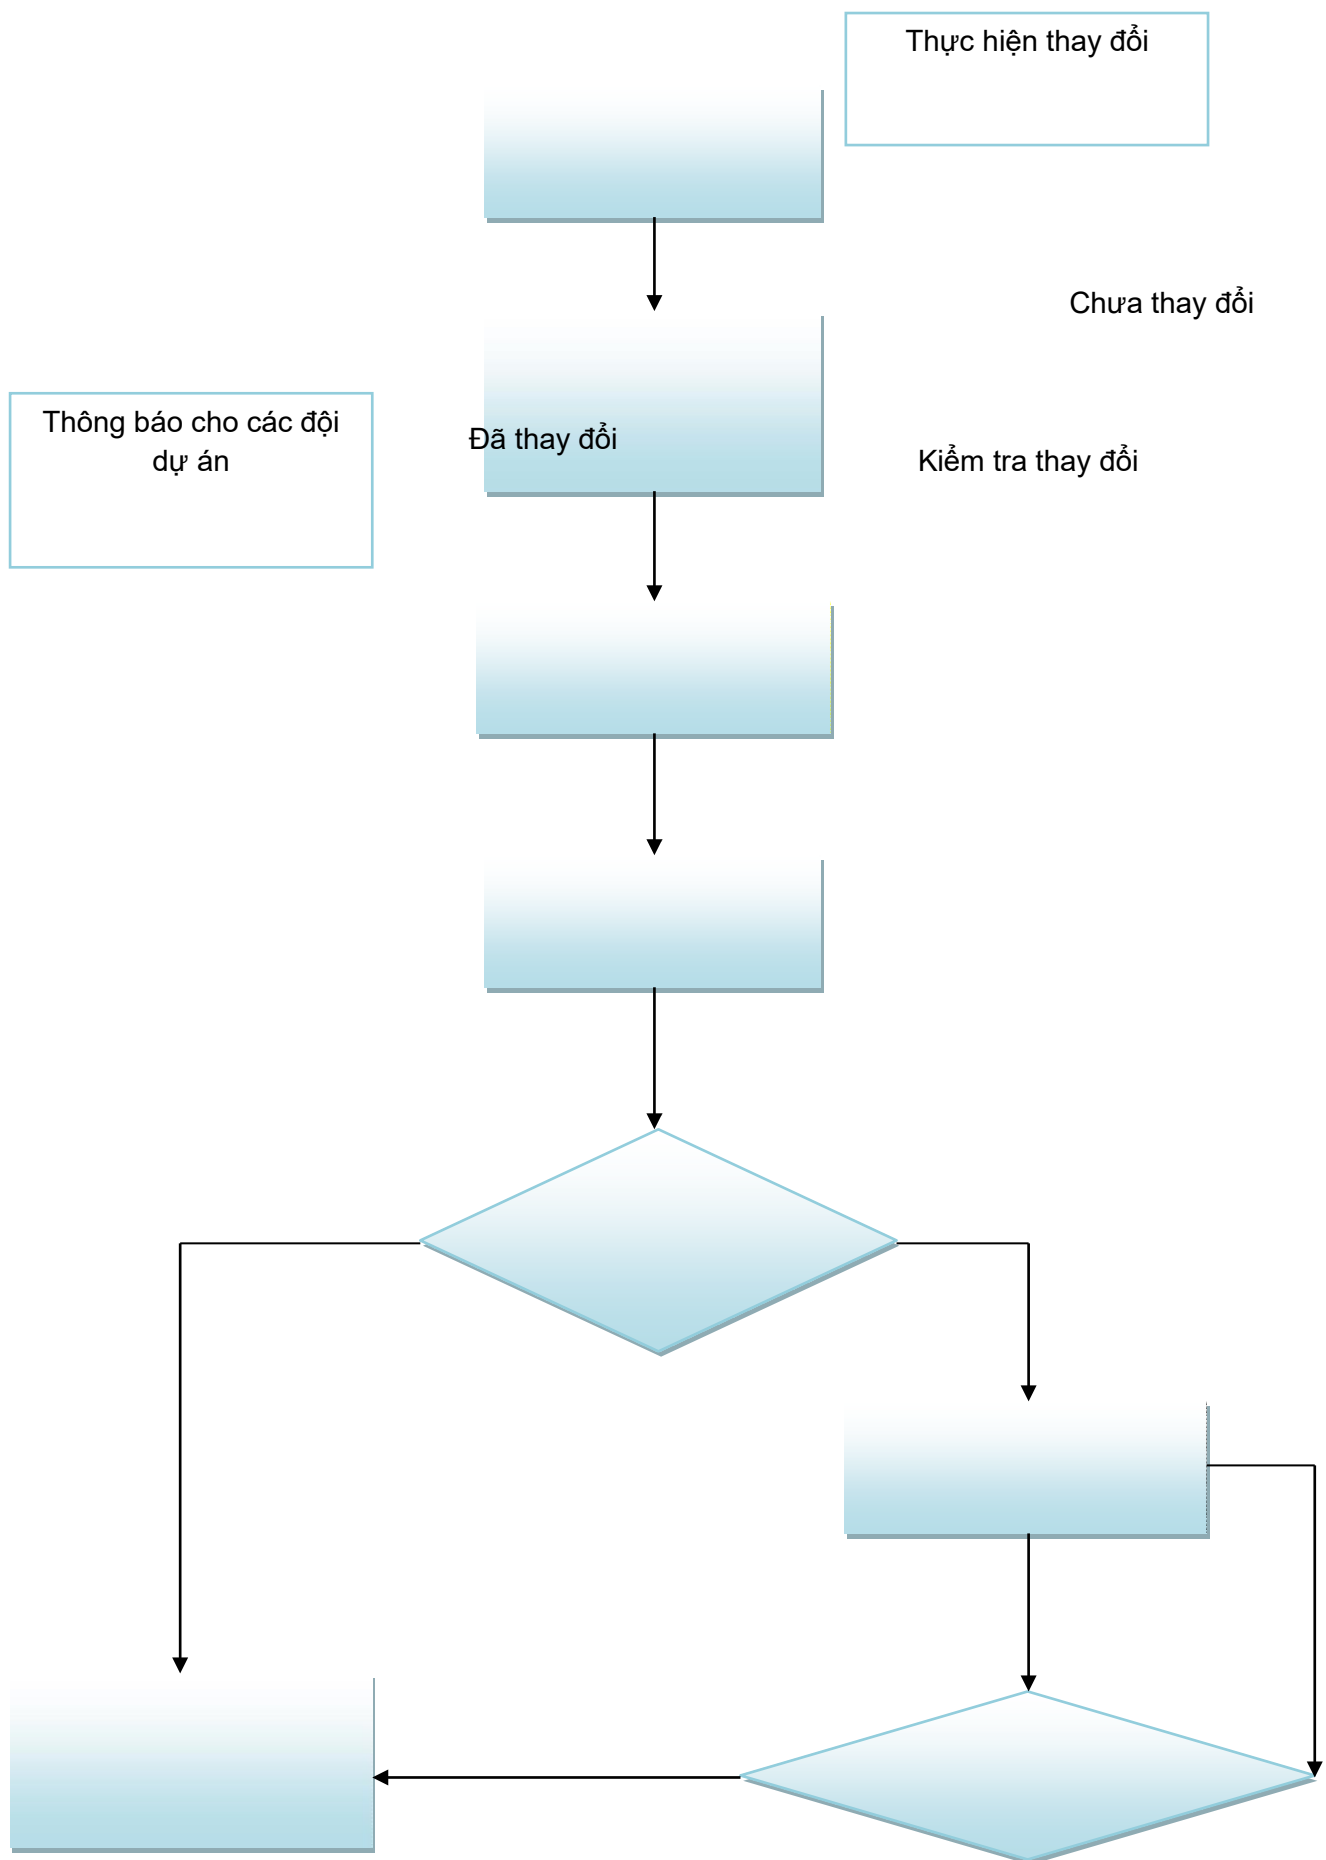 Thực hiện thay đổi
Chưa thay đổi
Thông báo cho các đội
dự án
Đã thay đổi
Kiểm tra thay đổi